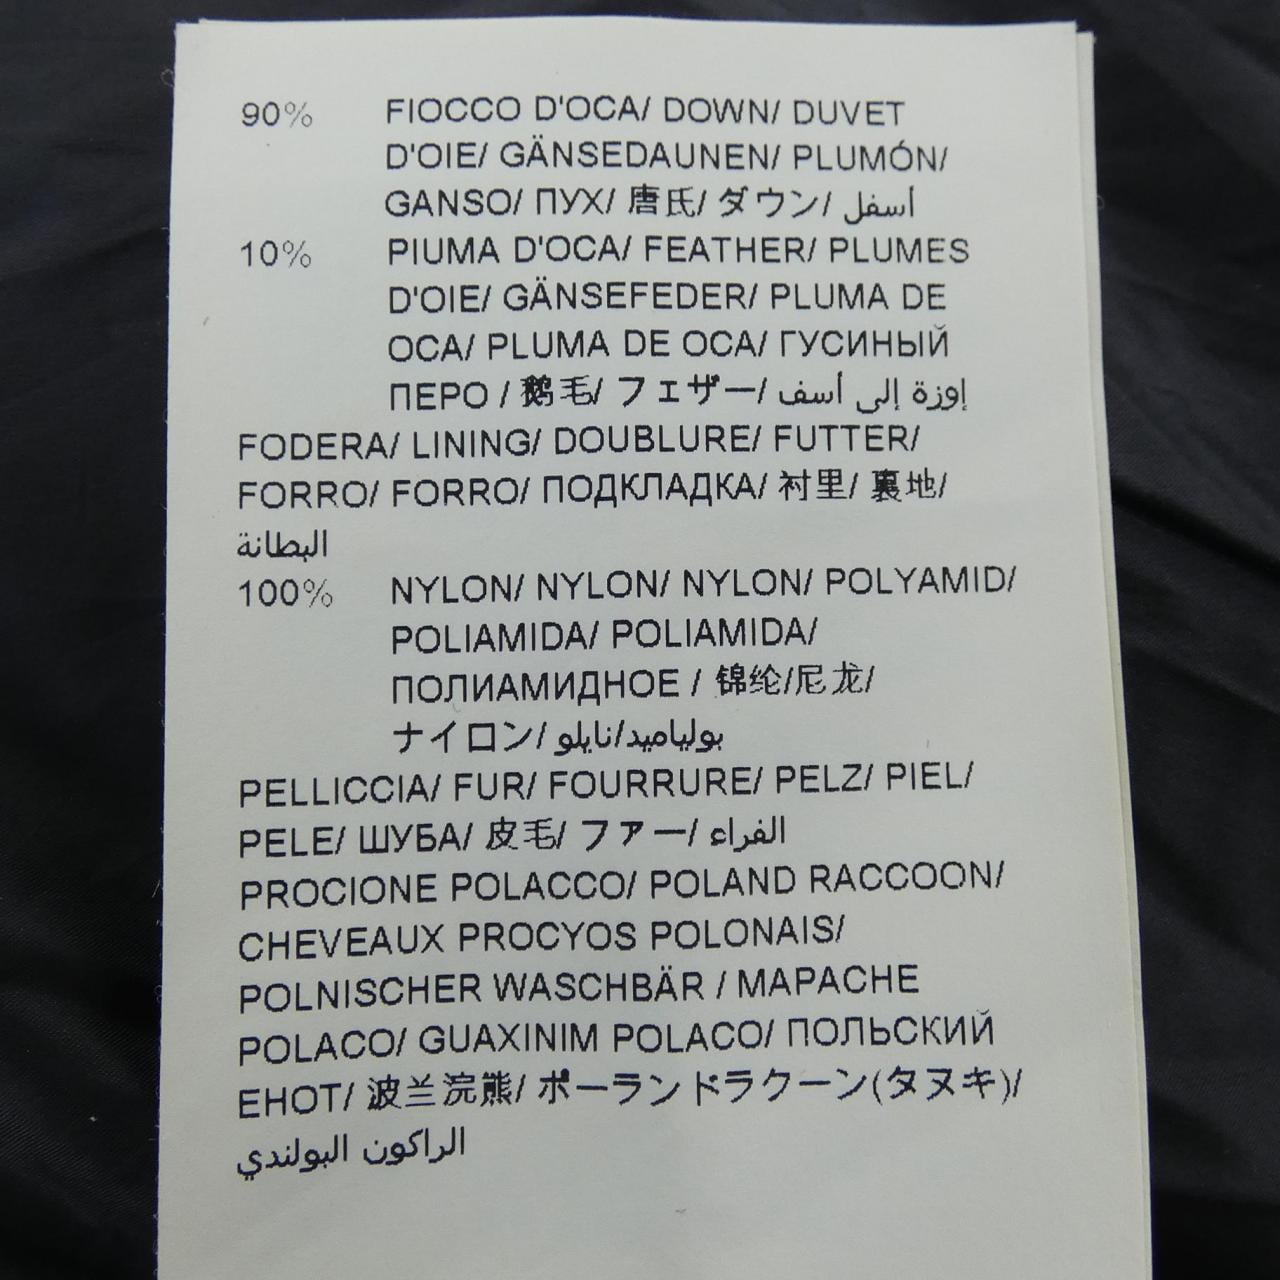 90% FIOCCO D'OCA/ DOWN/ DUVET
D'OIE/ GÄNSEDAUNEN/ PLUMÓN/
GANSO/ ПУХ/ 唐氏/ ダウン/ أسفل
10% PIUMA D'OCA/ FEATHER/ PLUMES
D'OIE/ GÄNSEFEDER/ PLUMA DE
OCA/ PLUMA DE OCA/ ГУСИНЫЙ
ПЕРО / 鹅毛/ フェザー/ إوزة إلى أسف
FODERA/ LINING/ DOUBLURE/ FUTTER/
FORRO/ FORRO/ ПОДКЛАДКА/ 衬里/ 裏地/
البطانة
100% NYLON/ NYLON/ NYLON/ POLYAMID/
POLIAMIDA/ POLIAMIDA/
ПОЛИАМИДНОЕ / 锦纶/尼龙/
ナイロン/ بولياميد/نايلو
PELLICCIA/ FUR/ FOURRURE/ PELZ/ PIEL/
PELE/ ШУБА/ 皮毛/ ファー/ الفراء
PROCIONE POLACCO/ POLAND RACCOON/
CHEVEAUX PROCYOS POLONAIS/
POLNISCHER WASCHBÄR / MAPACHE
POLACO/ GUAXINIM POLACO/ ПОЛЬСКИЙ
ЕНОТ/ 波兰浣熊/ ポーランドラクーン(タヌキ)/
الراكون البولندي